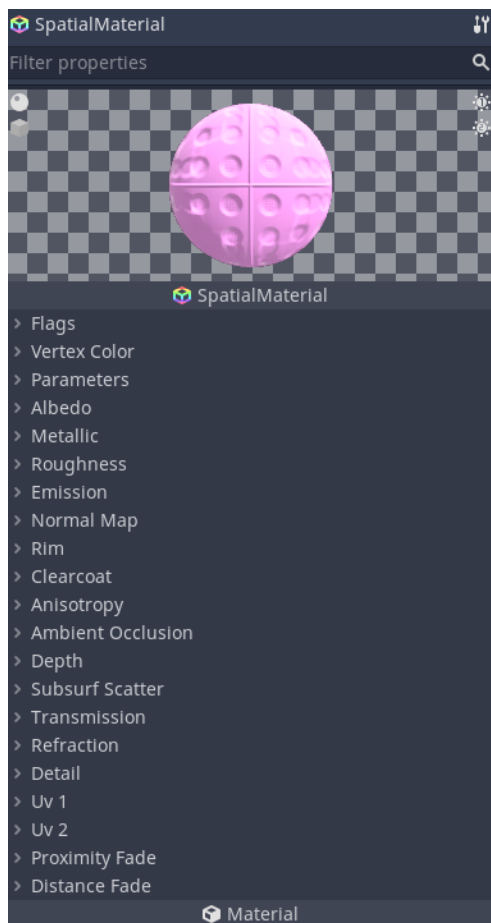 SpatialMaterial
Filter properties
SpatialMaterial
Flags
Vertex Color
Parameters
Albedo
Metallic
Roughness
Emission
Normal Map
Rim
Clearcoat
Anisotropy
Ambient Occlusion
Depth
Subsurf Scatter
Transmission
Refraction
Detail
Uv 1
Uv 2
Proximity Fade
Distance Fade
Material